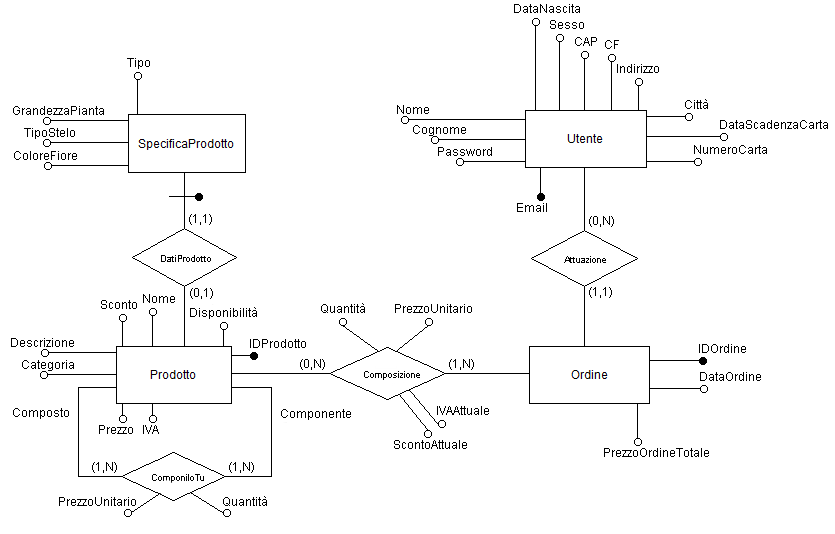 DataNascita
Sesso
CAP
CF
Indirizzo
Tipo
GrandezzaPianta
TipoStelo
ColoreFiore
SpecificaProdotto
Nome
Cognome
Password
Utente
Città
DataScadenzaCarta
NumeroCarta
Email
(1,1)
(0,N)
DatiProdotto
Attuazione
(0,1)
(1,1)
Sconto
Nome
Disponibilità
Quantità
PrezzoUnitario
Descrizione
IDProdotto
IDOrdine
Categoria
Prodotto
(0,N)
Composizione
(1,N)
Ordine
DataOrdine
Composto
Componente
IVAAttuale
Prezzo
IVA
ScontoAttuale
PrezzoOrdineTotale
(1,N)
(1,N)
ComponiloTu
PrezzoUnitario
Quantità